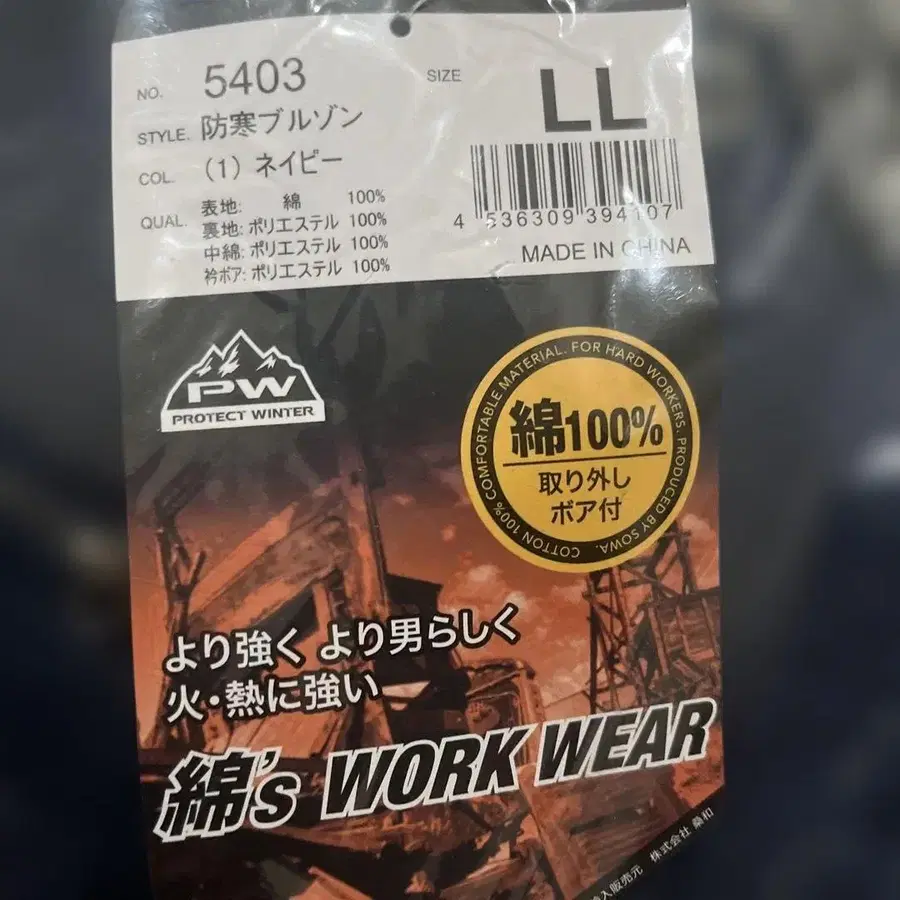 NO. 5403
STYLE. 防寒ブルゾン
COL. (1) ネイビー
QUAL. 表地: 綿 100%
裏地: ポリエステル 100%
中綿: ポリエステル 100%
衿ボア: ポリエステル 100%
SIZE LL
4 536309 394107
MADE IN CHINA
PW
PROTECT WINTER
COTTON 100% COMFORTABLE MATERIAL. FOR HARD WORKERS. PRODUCED BY SOWA.
綿100%
取り外し
ボア付
より強く より男らしく
火・熱に強い
綿's WORK WEAR
輸入販売元 株式会社 桑和